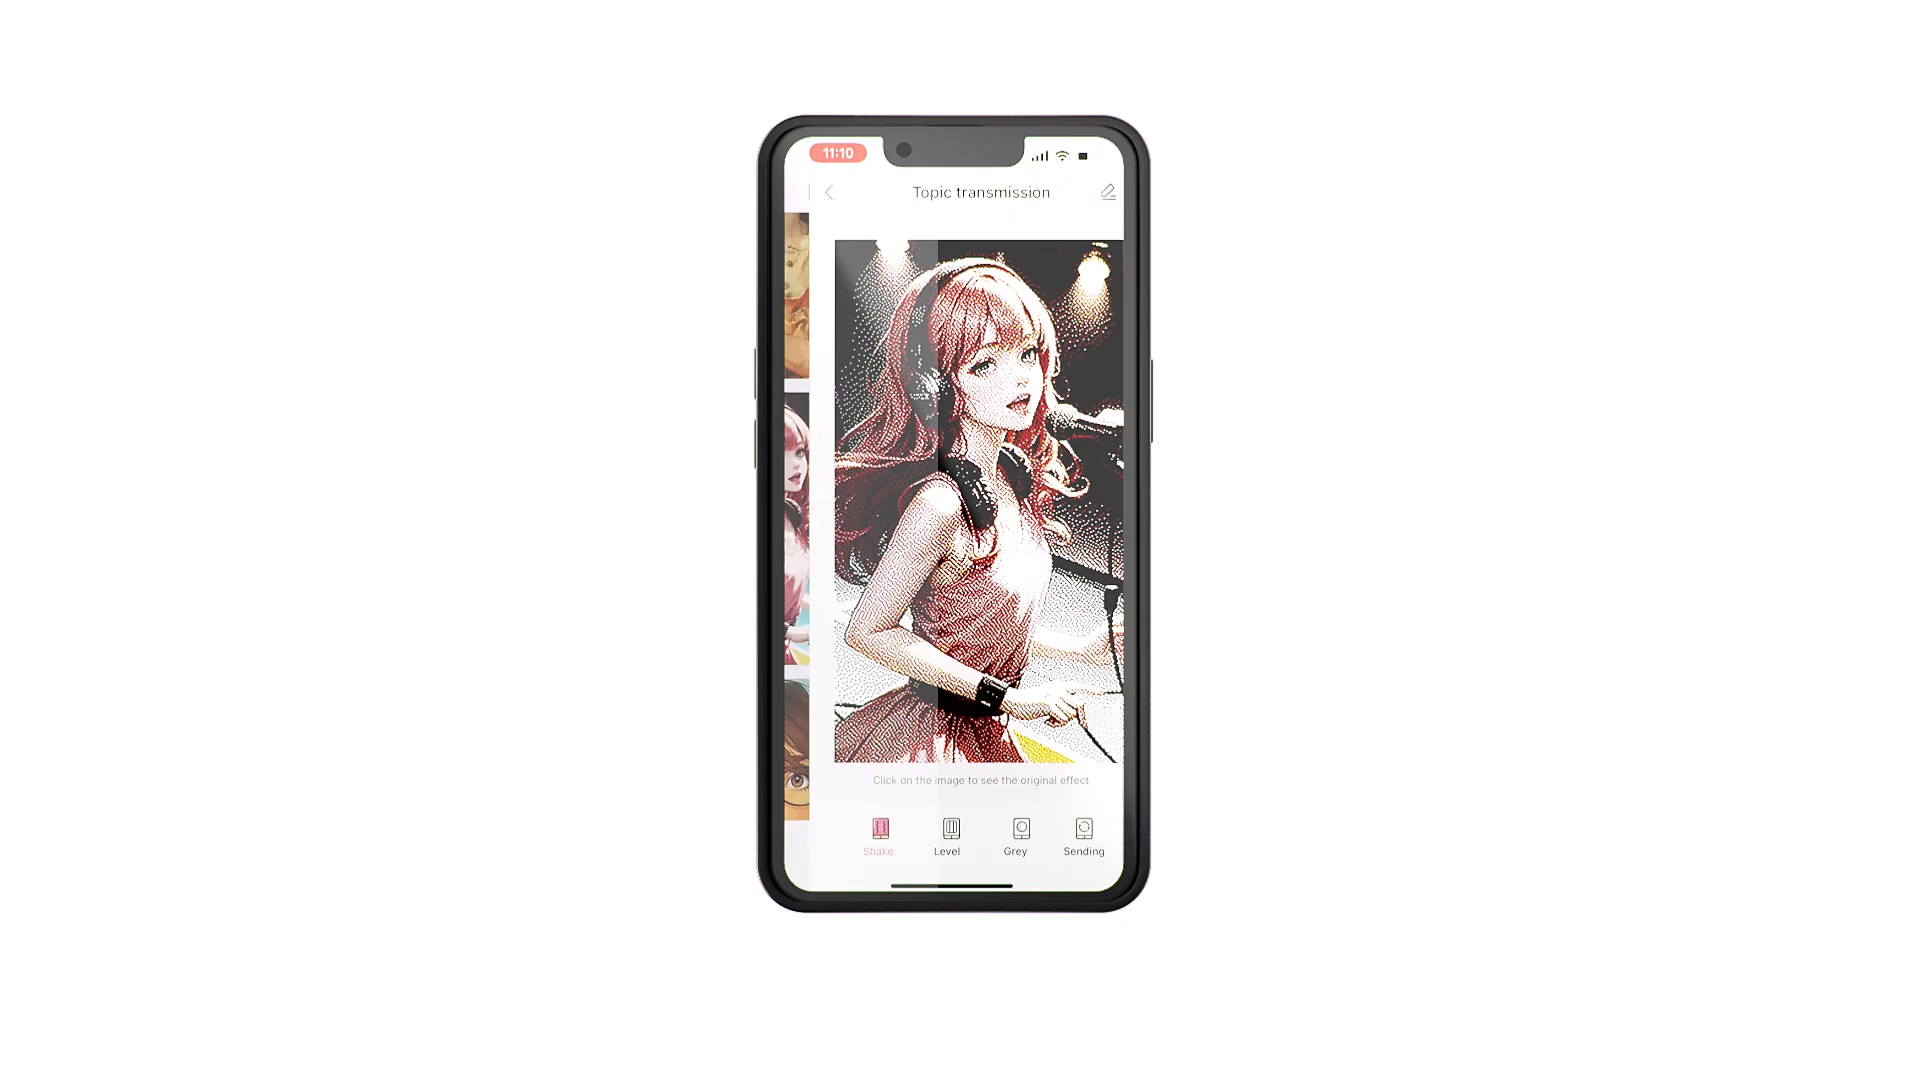 11:10
Topic transmission
Click on the image to see the original effect
Shake
Level
Grey
Sending